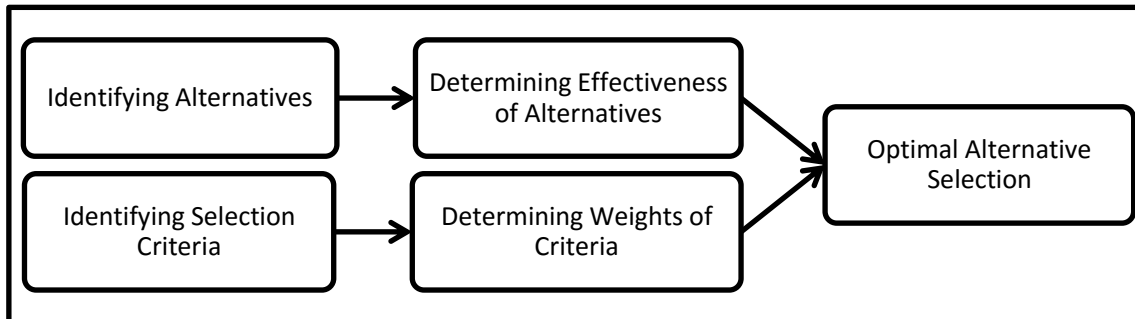 Identifying Alternatives
Determining Effectiveness
of Alternatives
Optimal Alternative
Selection
Identifying Selection
Criteria
Determining Weights of
Criteria